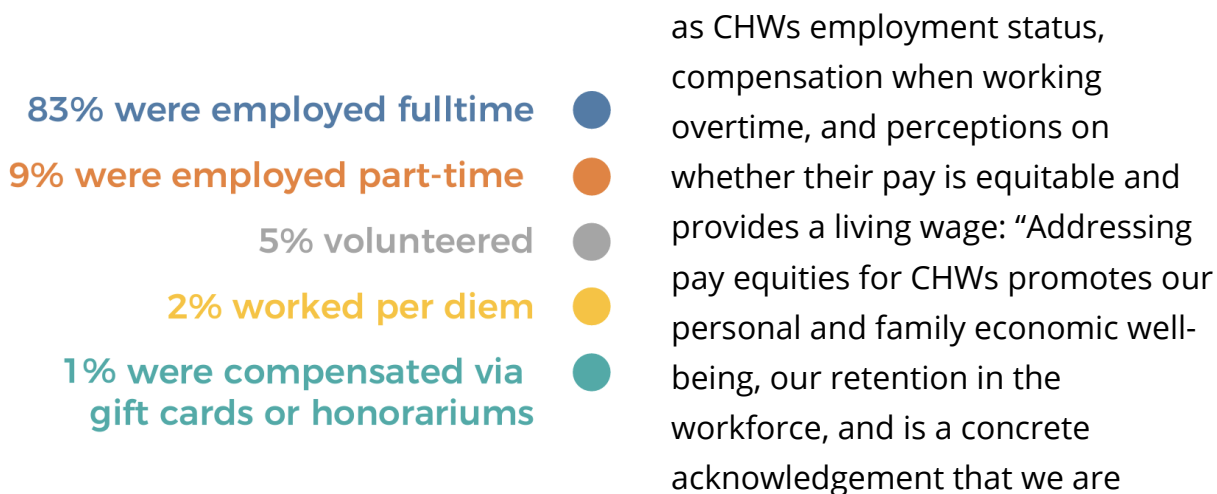 83% were employed fulltime
9% were employed part-time
5% volunteered
2% worked per diem
1% were compensated via
gift cards or honorariums
as CHWs employment status,
compensation when working
overtime, and perceptions on
whether their pay is equitable and
provides a living wage: “Addressing
pay equities for CHWs promotes our
personal and family economic well-
being, our retention in the
workforce, and is a concrete
acknowledgement that we are